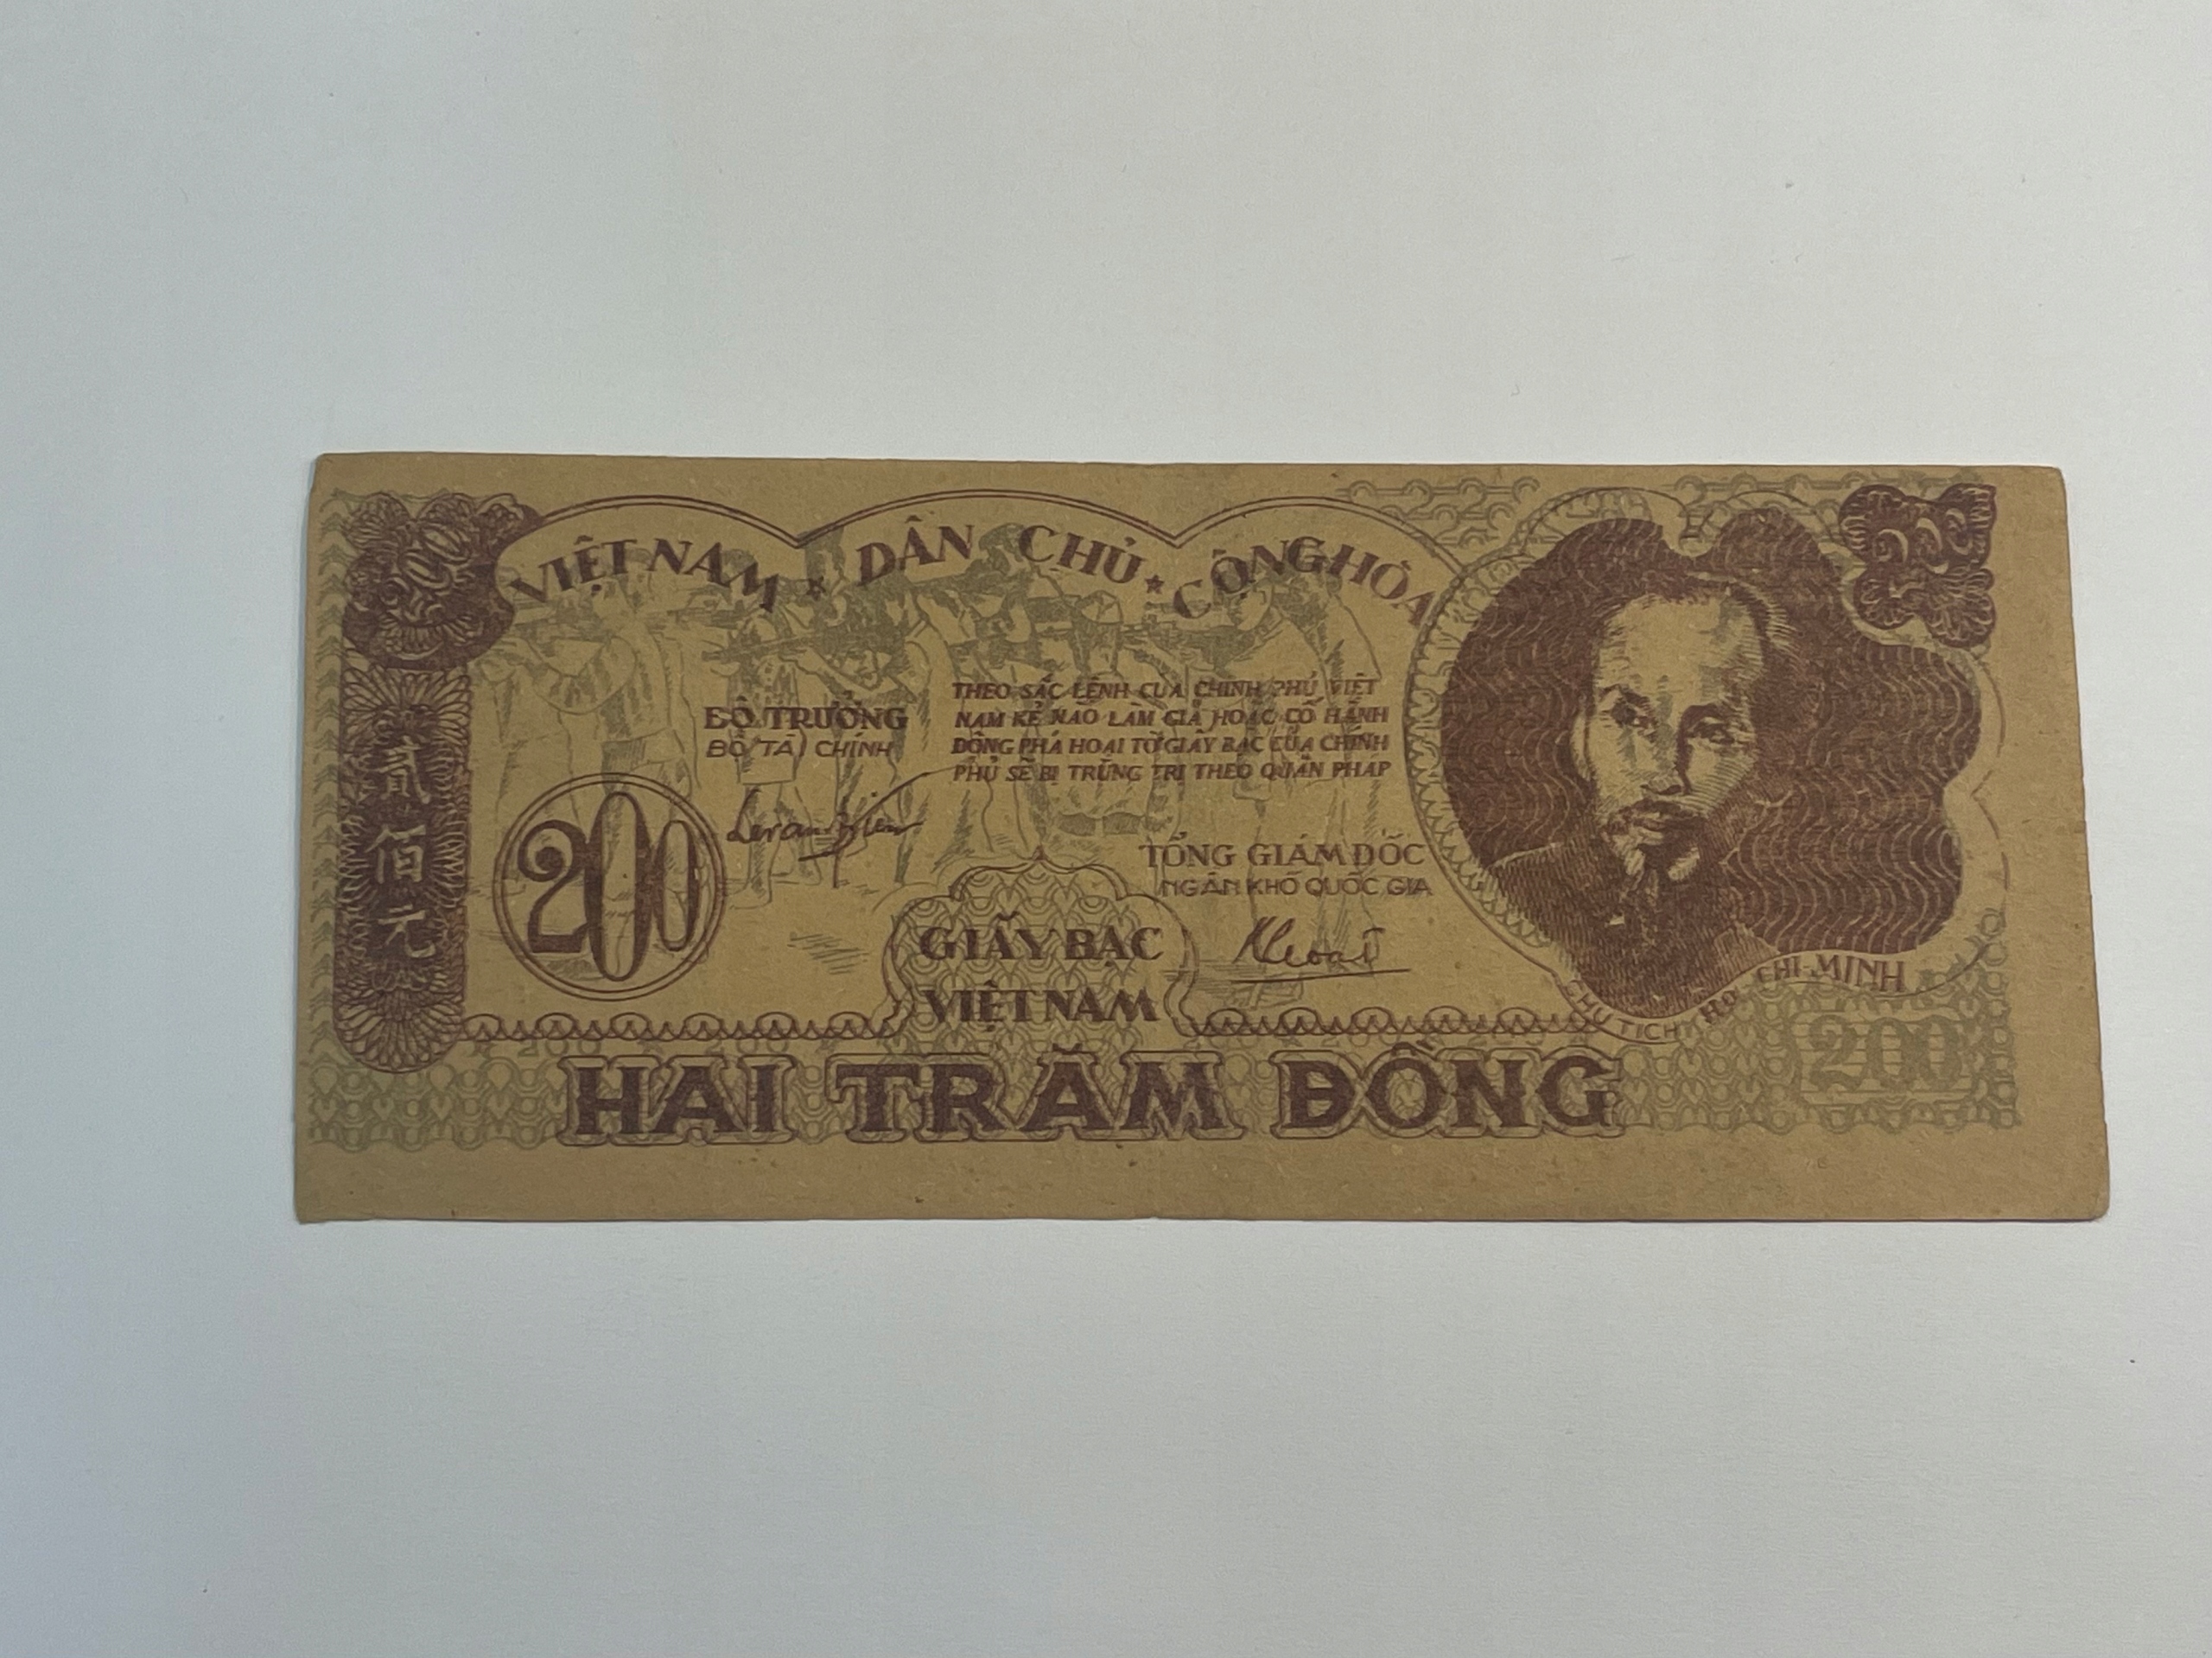 200
VIỆT NAM ★ DÂN CHỦ ★ CỘNG HÒA
貳
佰
元
BỘ TRƯỞNG
BỘ TÀI CHÍNH
THEO SẮC LỆNH CỦA CHÍNH PHỦ VIỆT
NAM KẺ NÀO LÀM GIẢ HOẶC CÓ HÀNH
ĐỘNG PHÁ HOẠI TỜ GIẤY BẠC CỦA CHÍNH
PHỦ SẼ BỊ TRỪNG TRỊ THEO QUÂN PHÁP
200
TỔNG GIÁM ĐỐC
NGÂN KHỐ QUỐC GIA
GIẤY BẠC
VIỆT NAM
CHỦ TỊCH HỒ CHÍ-MINH
200
HAI TRĂM ĐỒNG